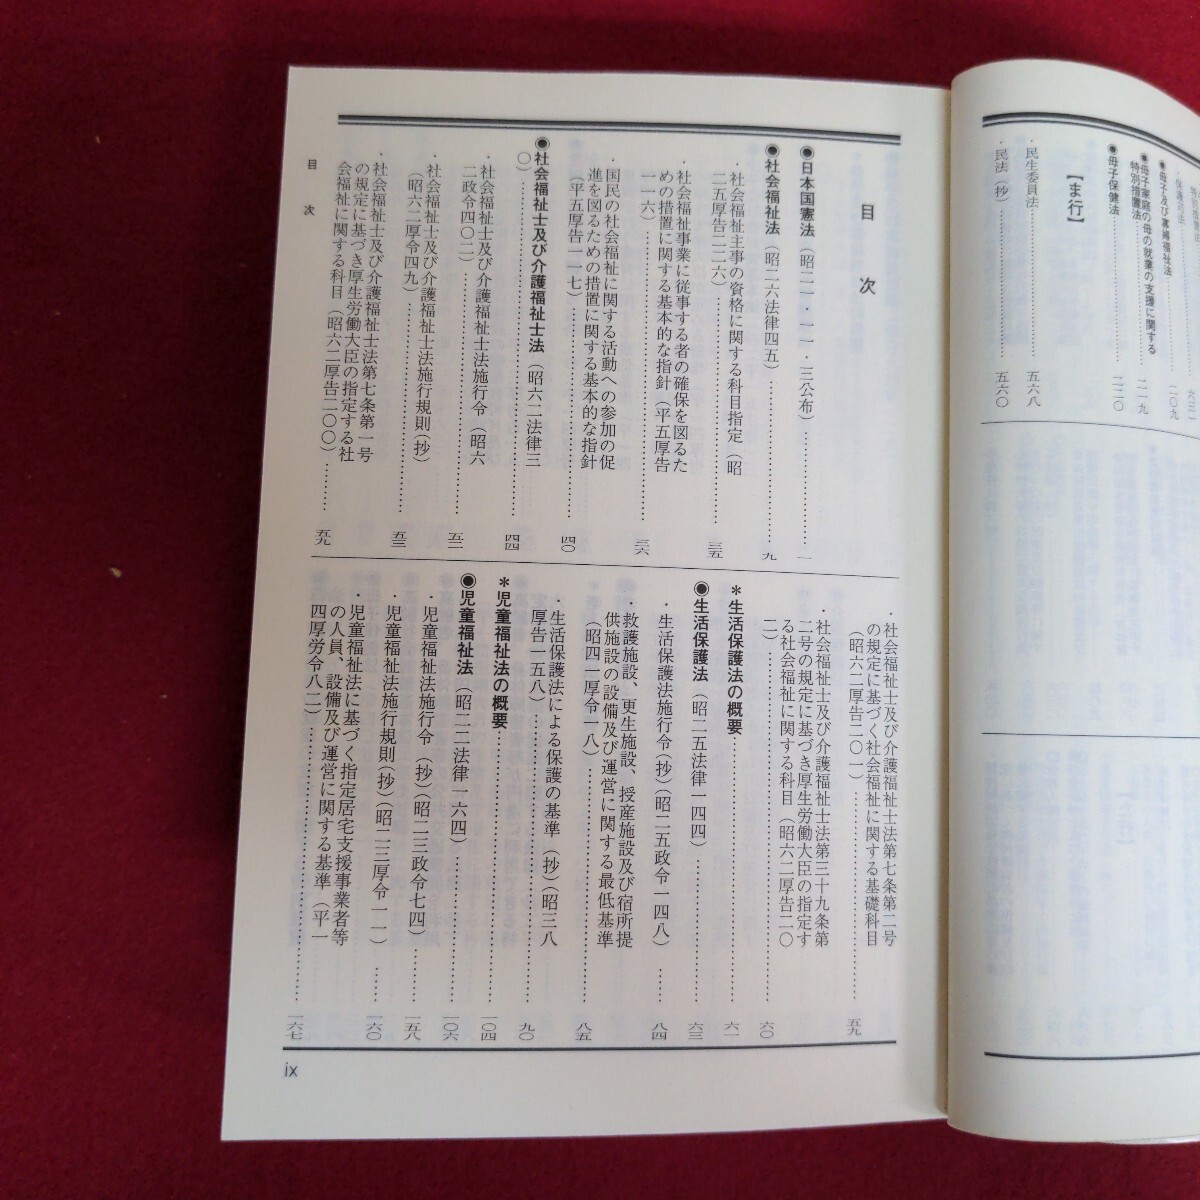 目次
◉日本国憲法(昭二一・一一・三公布)……一
◉社会福祉法(昭二六法律四五)……九
・社会福祉主事の資格に関する科目指定(昭
二五厚告二二六)……三五
・社会福祉事業に従事する者の確保を図るた
めの措置に関する基本的な指針(平五厚告
一一六)……三六
・国民の社会福祉に関する活動への参加の促
進を図るための措置に関する基本的な指針
(平五厚告一一七)……四〇
◉社会福祉士及び介護福祉士法(昭六二法律三
〇)……四四
・社会福祉士及び介護福祉士法施行令(昭六
二政令四〇二)……五二
・社会福祉士及び介護福祉士法施行規則(抄)
(昭六二厚令四九)……五三
・社会福祉士及び介護福祉士法第七条第一号
の規定に基づき厚生労働大臣の指定する社
会福祉に関する科目(昭六二厚告二〇〇)……五九
・社会福祉士及び介護福祉士法第七条第二号
の規定に基づく社会福祉に関する基礎科目
(昭六二厚告二〇一)……五九
・社会福祉士及び介護福祉士法第三十九条第
二号の規定に基づき厚生労働大臣の指定す
る社会福祉に関する科目(昭六二厚告二〇
二)……六〇
*生活保護法の概要……六一
◉生活保護法(昭二五法律一四四)……六三
・生活保護法施行令(抄)(昭二五政令一四八)……八四
・救護施設、更生施設、授産施設及び宿所提
供施設の設備及び運営に関する最低基準
(昭四一厚令一八)……八五
・生活保護法による保護の基準(抄)(昭三八
厚告一五八)……九〇
*児童福祉法の概要……一〇四
◉児童福祉法(昭二二法律一六四)……一〇六
・児童福祉法施行令(抄)(昭二三政令七四)……一五八
・児童福祉法施行規則(抄)(昭二三厚令一一)……一六〇
・児童福祉法に基づく指定居宅支援事業者等
の人員、設備及び運営に関する基準(平一
四厚労令八二)……一六七
目次
ix
◉母子及び寡婦福祉法……二〇九
◉母子家庭の母の就業の支援に関する
特別措置法……二一九
◉母子保健法……二二〇
【ま行】
・民生委員法……五六八
・民法(抄)……五六〇